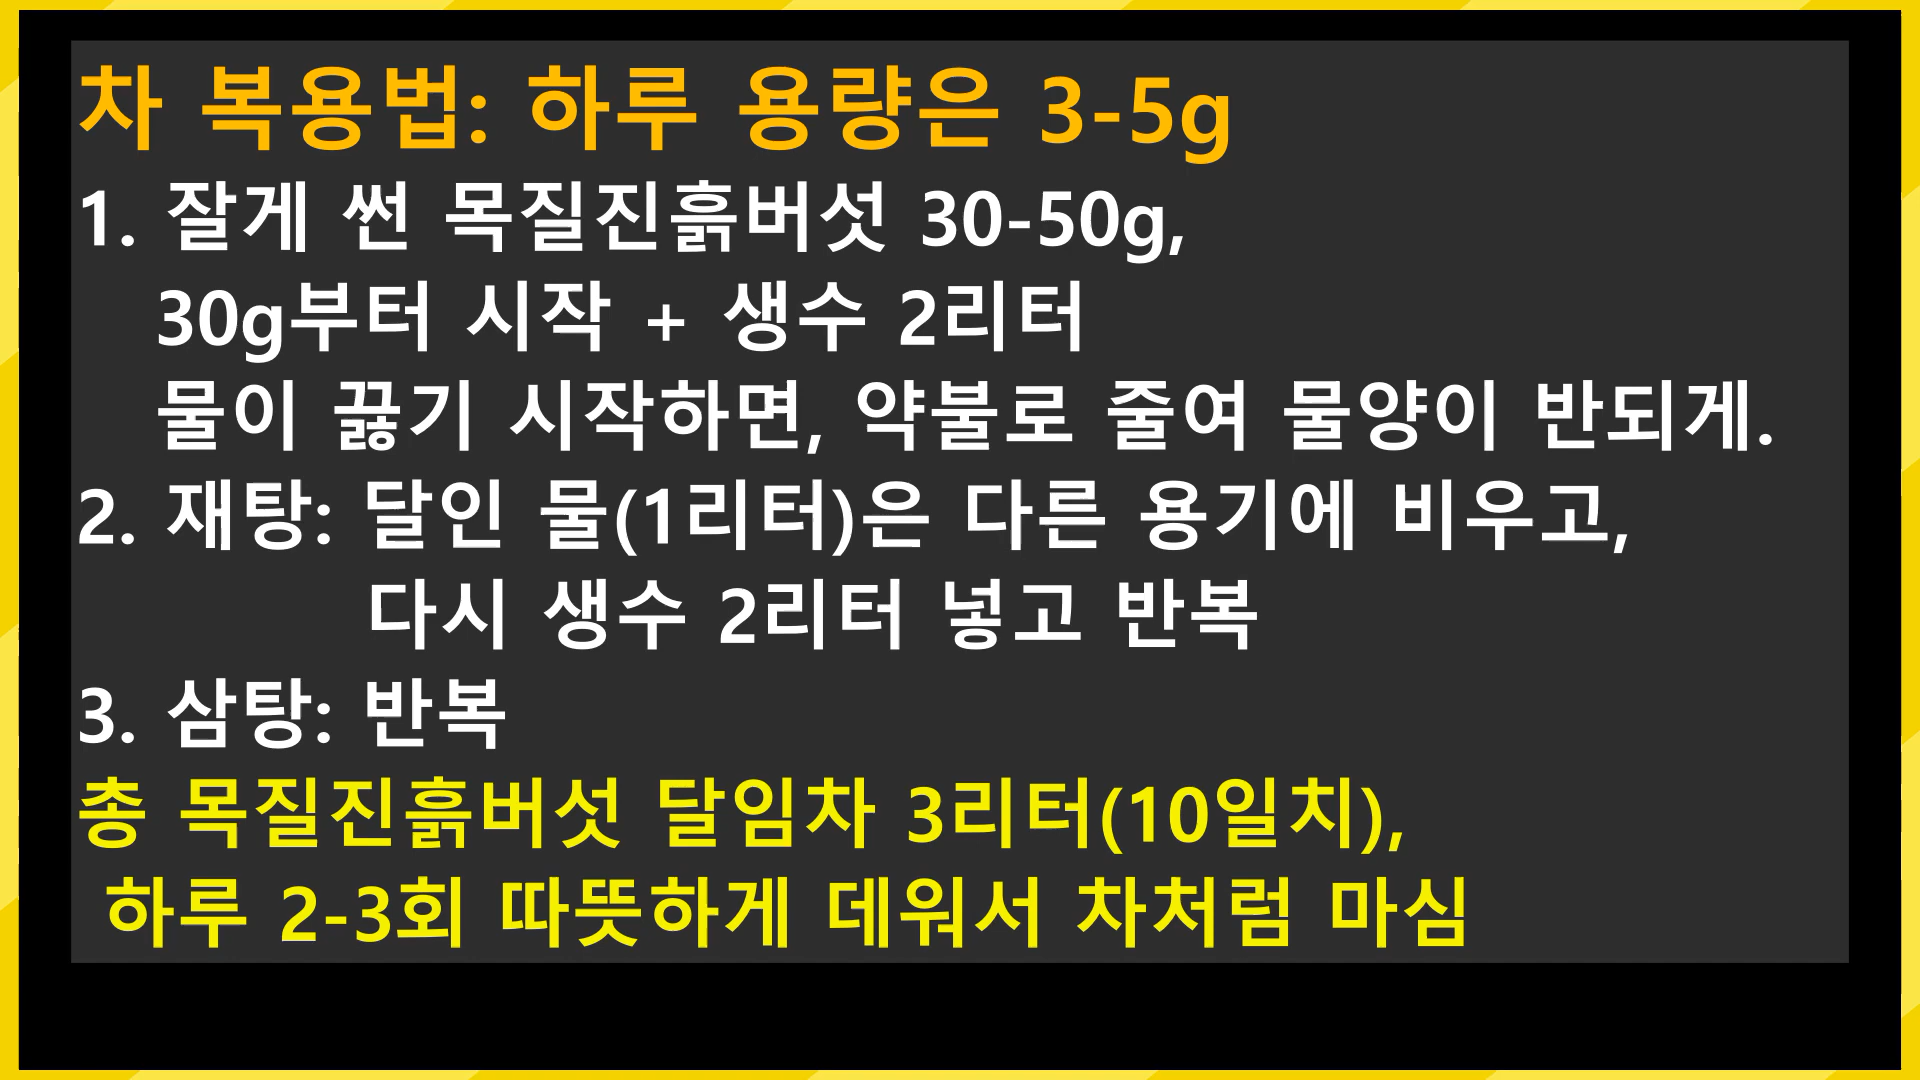 차 복용법: 하루 용량은 3-5g
1. 잘게 썬 목질진흙버섯 30-50g,
30g부터 시작 + 생수 2리터
물이 끓기 시작하면, 약불로 줄여 물양이 반되게.
2. 재탕: 달인 물(1리터)은 다른 용기에 비우고,
다시 생수 2리터 넣고 반복
3. 삼탕: 반복
총 목질진흙버섯 달임차 3리터(10일치),
하루 2-3회 따뜻하게 데워서 차처럼 마심